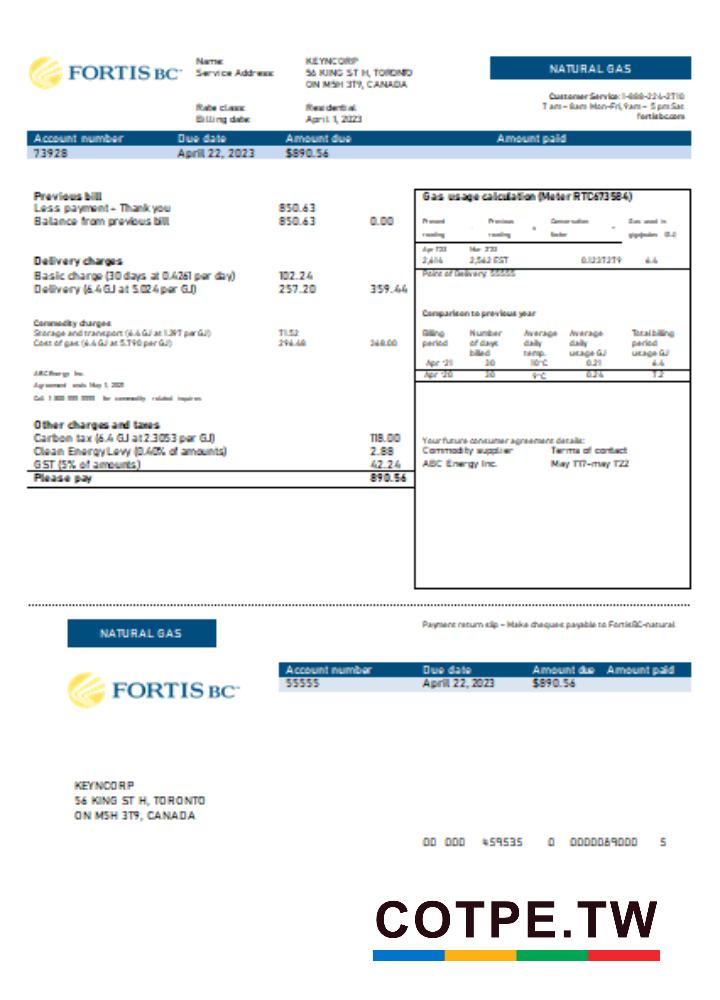 FORTIS BC
Name: KEYNCORP
Service Address: 56 KING ST H, TORONTO
ON M5H 3T9, CANADA
Rate class: Residential
Billing date: April 1, 2023
NATURAL GAS
Customer Service: 1-888-224-2710
7 am – 8am Mon-Fri, 9am – 5 pm Sat
fortisbc.com
Account number Due date Amount due Amount paid
73928 April 22, 2023 $890.56
Previous bill
Less payment – Thank you 850.63
Balance from previous bill 850.63 0.00
Delivery charges
Basic charge (30 days at 0.4261 per day) 102.24
Delivery (6.4 GJ at 5.024 per GJ) 257.20 359.44
Commodity charges
Storage and transport (6.4 GJ at 1.397 per GJ) 71.52
Cost of gas (6.4 GJ at 5.790 per GJ) 296.48 368.00
ABC Energy Inc.
Agreement ends May 1, 2021
Call 1 800 555 5555 for commodity related inquires
Other charges and taxes
Carbon tax (6.4 GJ at 2.3053 per GJ) 118.00
Clean Energy Levy (0.40% of amounts) 2.88
GST (5% of amounts) 42.24
Please pay 890.56
Gas usage calculation (Meter RTC673584)
Present reading - Previous reading x Conversation factor = Gas used in gigajoules (GJ)
Apr 1'23 Mar 2'23
2,614 2,562 EST 0.1237279 6.4
Point of Delivery: 55555
Comparison to previous year
Billing period Number of days billed Average daily temp. Average daily usage GJ Total billing period usage GJ
Apr '21 30 10°C 0.21 6.4
Apr '20 30 9°C 0.24 7.2
Your future consumer agreement details:
Commodity supplier Terms of contact
ABC Energy Inc. May 1'17-may 1'22
NATURAL GAS
Payment return slip – Make cheques payable to FortisBC-natural
FORTIS BC
Account number Due date Amount due Amount paid
55555 April 22, 2023 $890.56
KEYNCORP
56 KING ST H, TORONTO
ON M5H 3T9, CANADA
00 000 459535 0 0000089000 5
COTPE.TW